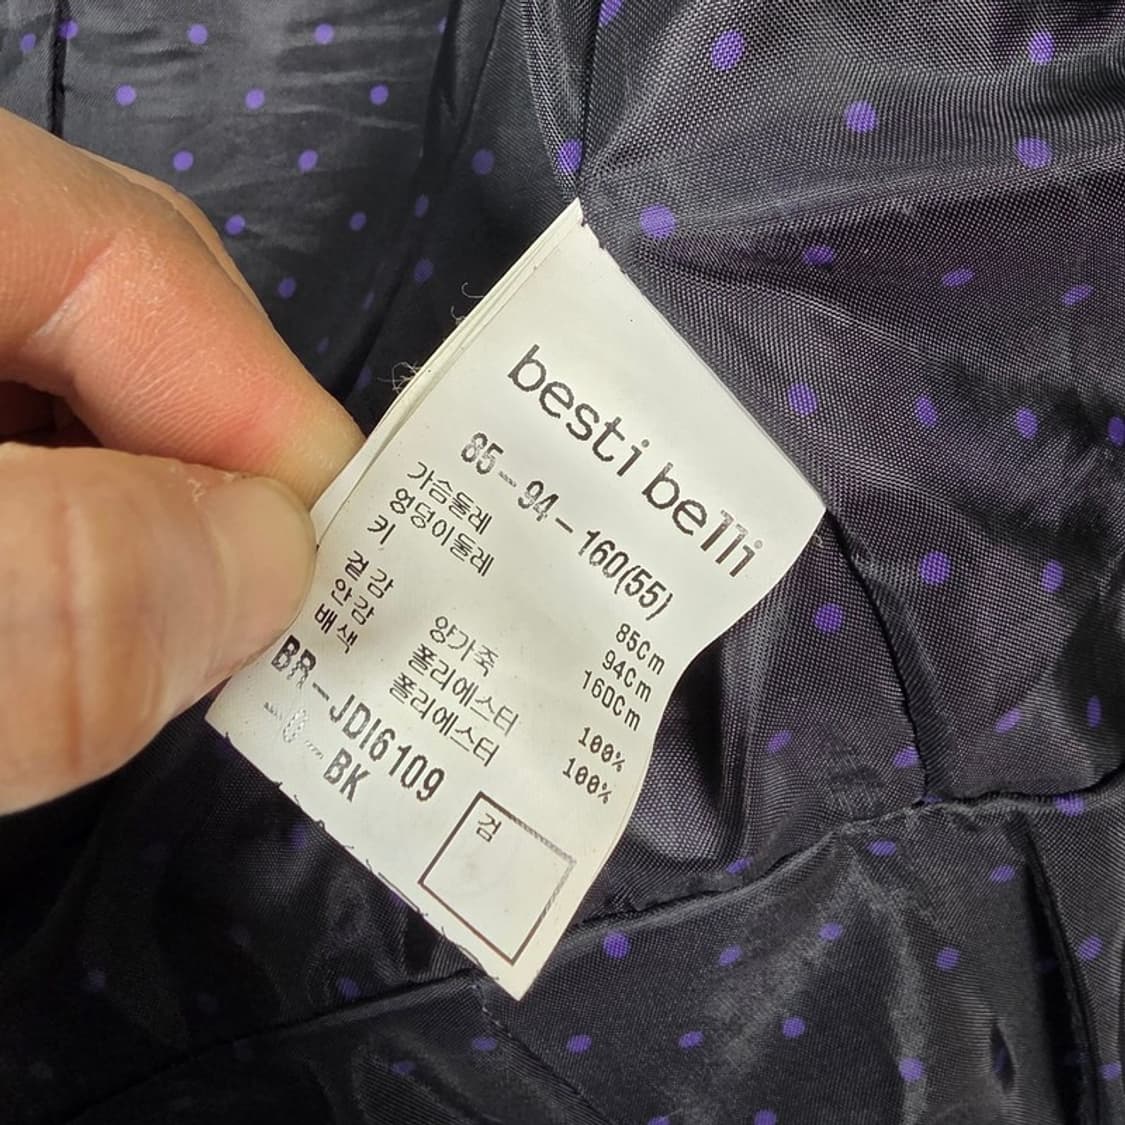 besti belli
85-94-160(55)
가슴둘레 85Cm
엉덩이둘레 94Cm
키 160Cm
겉감 양가죽
안감 폴리에스터 100%
배색 폴리에스터 100%
BR-JDI6109
BK
검